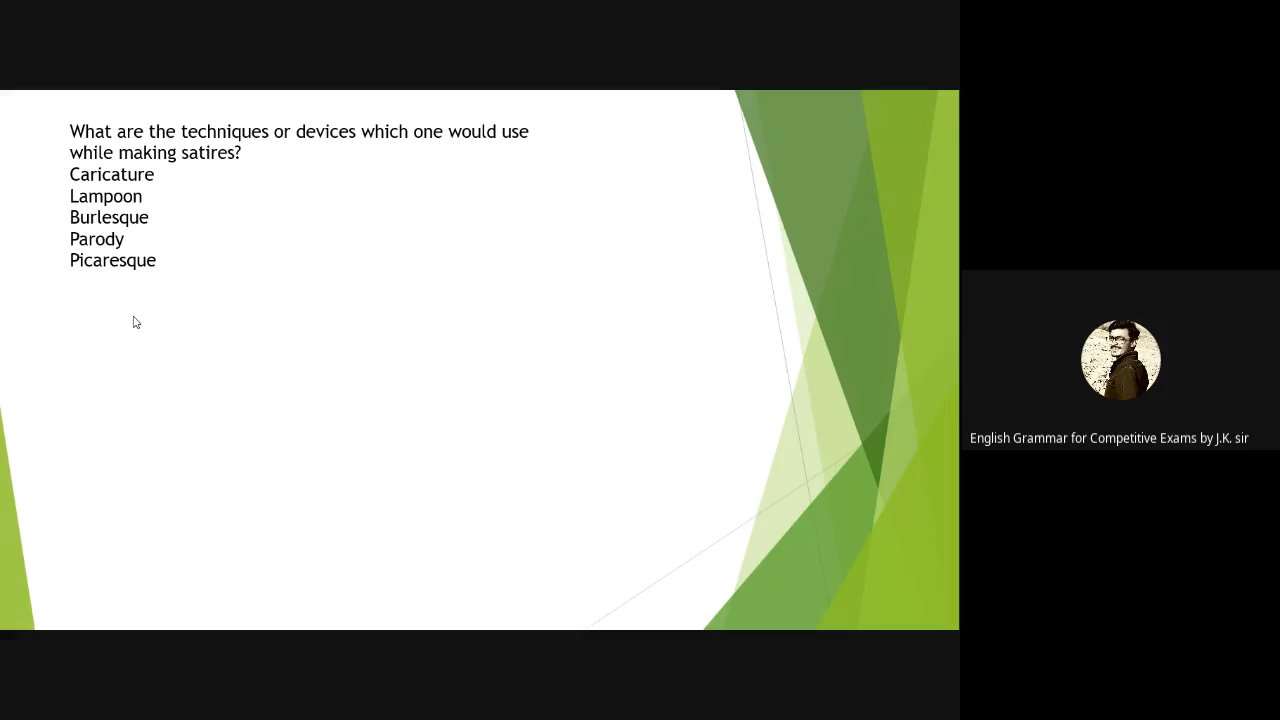 What are the techniques or devices which one would use
while making satires?
Caricature
Lampoon
Burlesque
Parody
Picaresque
English Grammar for Competitive Exams by J.K. sir